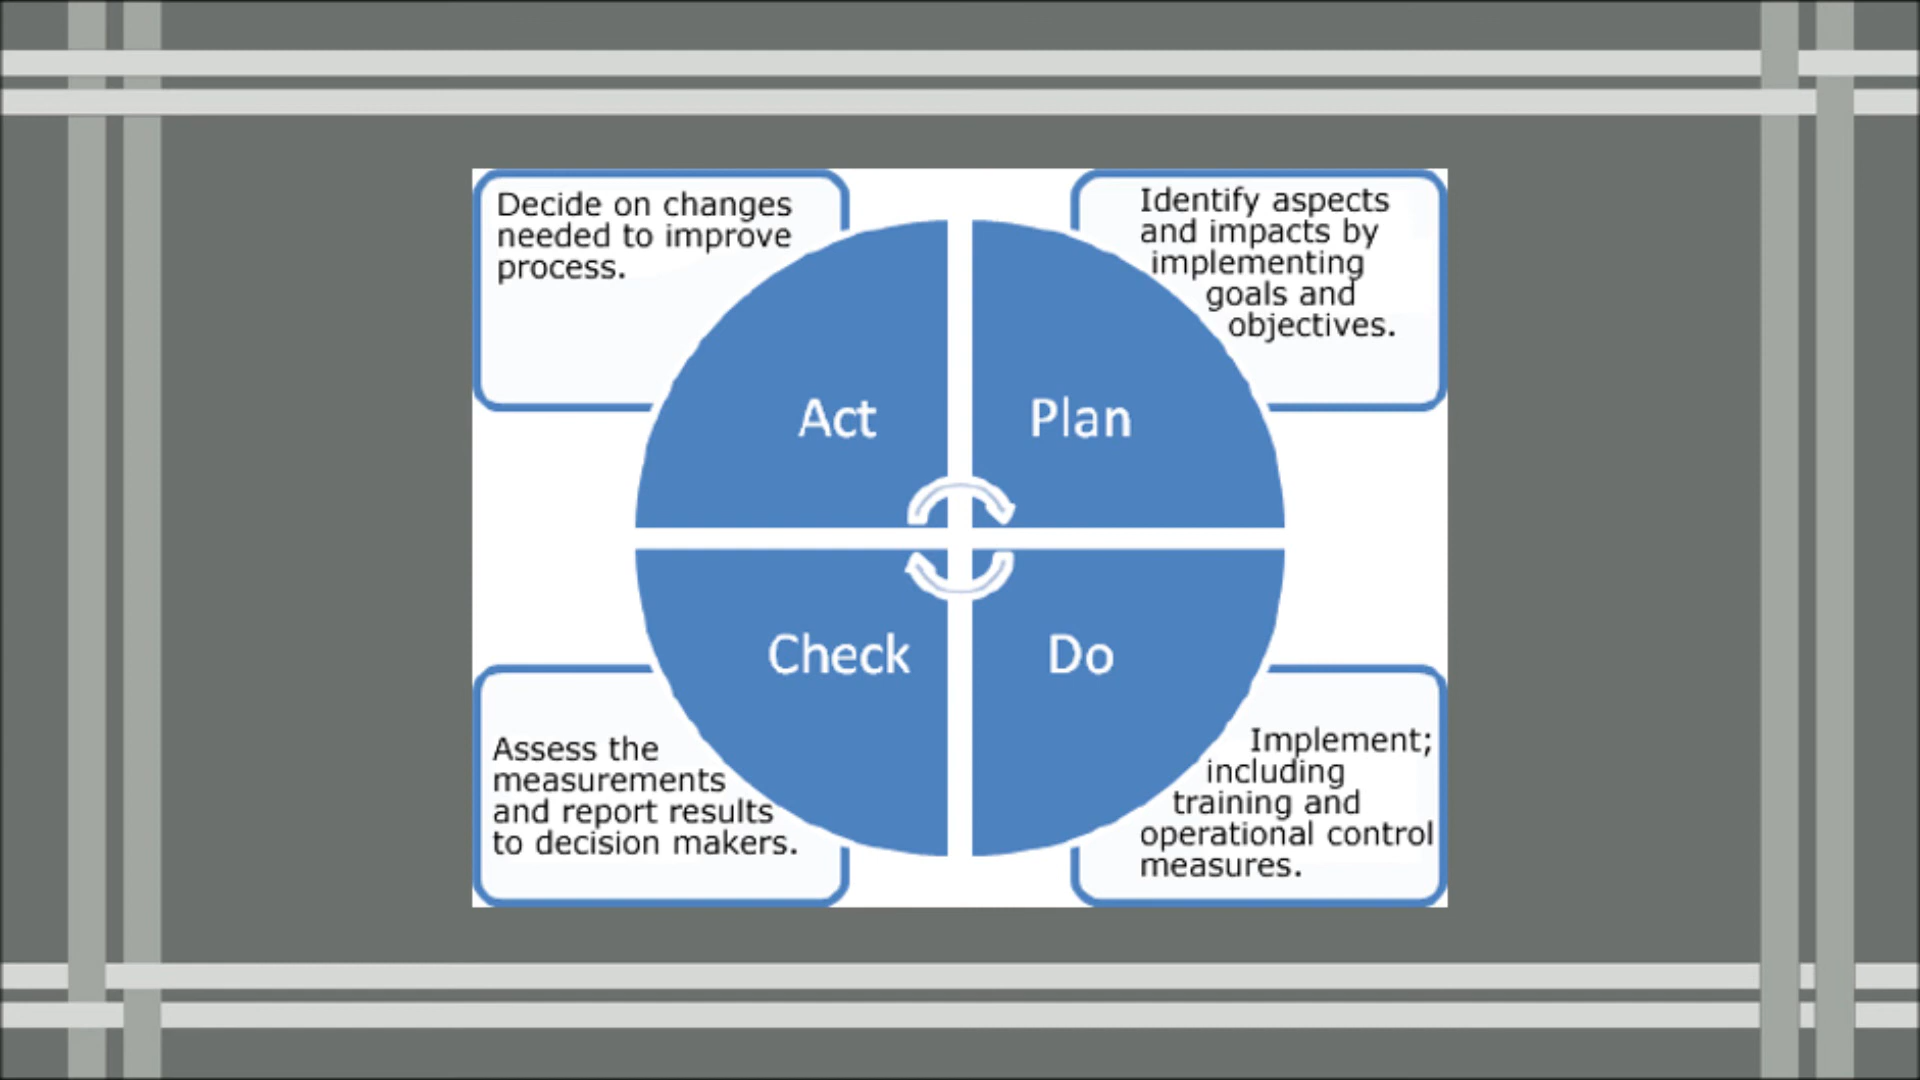 Decide on changes
needed to improve
process.
Identify aspects
and impacts by
implementing
goals and
objectives.
Act
Plan
Check
Do
Assess the
measurements
and report results
to decision makers.
Implement;
including
training and
operational control
measures.